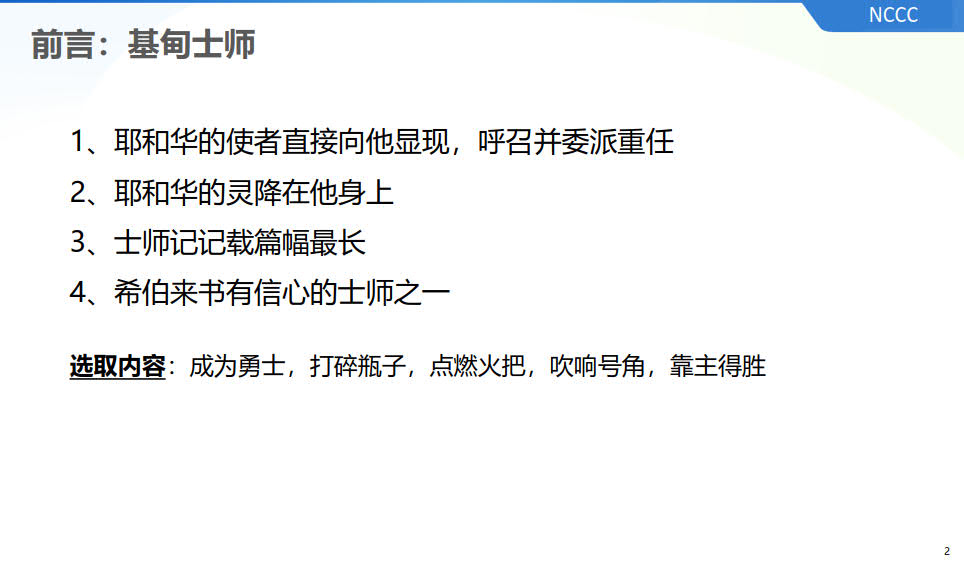 NCCC
前言：基甸士师
1、耶和华的使者直接向他显现，呼召并委派重任
2、耶和华的灵降在他身上
3、士师记记载篇幅最长
4、希伯来书有信心的士师之一
选取内容：成为勇士，打碎瓶子，点燃火把，吹响号角，靠主得胜
2